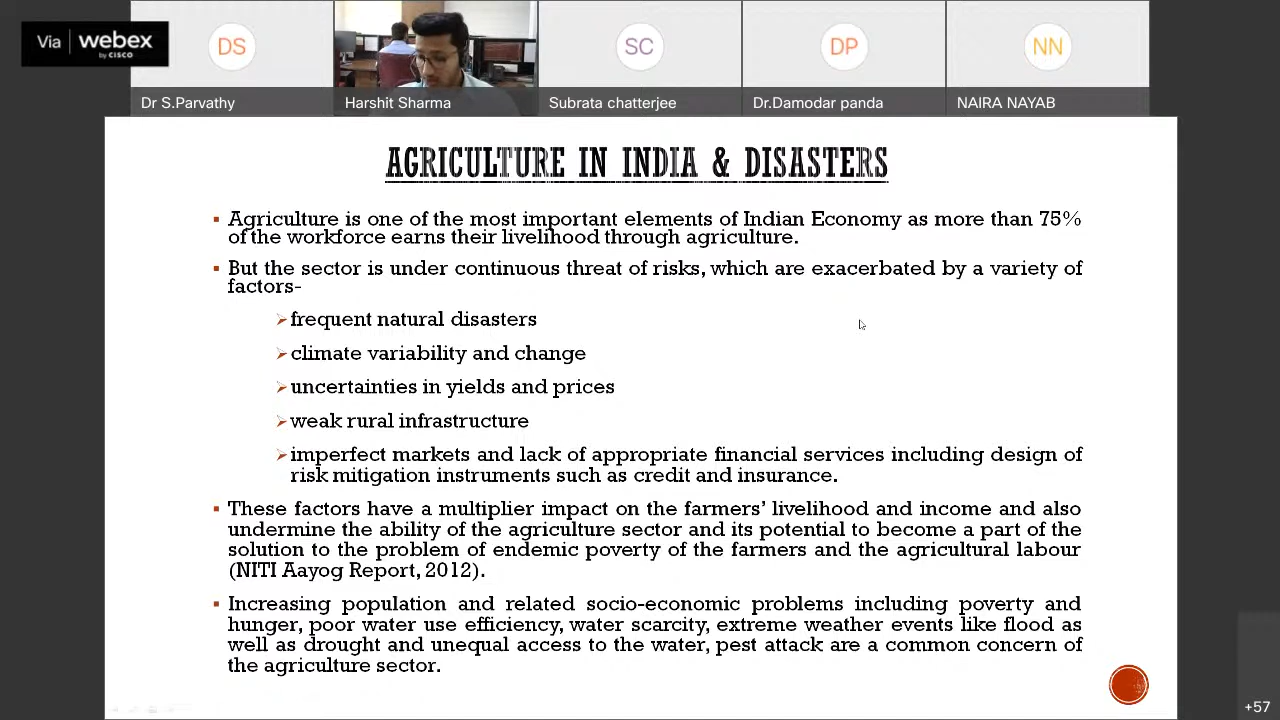 Via webex
by CISCO
DS
SC
DP
NN
Dr S.Parvathy
Harshit Sharma
Subrata chatterjee
Dr.Damodar panda
NAIRA NAYAB
AGRICULTURE IN INDIA & DISASTERS
Agriculture is one of the most important elements of Indian Economy as more than 75%
of the workforce earns their livelihood through agriculture.
But the sector is under continuous threat of risks, which are exacerbated by a variety of
factors-
frequent natural disasters
climate variability and change
uncertainties in yields and prices
weak rural infrastructure
imperfect markets and lack of appropriate financial services including design of
risk mitigation instruments such as credit and insurance.
These factors have a multiplier impact on the farmers’ livelihood and income and also
undermine the ability of the agriculture sector and its potential to become a part of the
solution to the problem of endemic poverty of the farmers and the agricultural labour
(NITI Aayog Report, 2012).
Increasing population and related socio-economic problems including poverty and
hunger, poor water use efficiency, water scarcity, extreme weather events like flood as
well as drought and unequal access to the water, pest attack are a common concern of
the agriculture sector.
+57